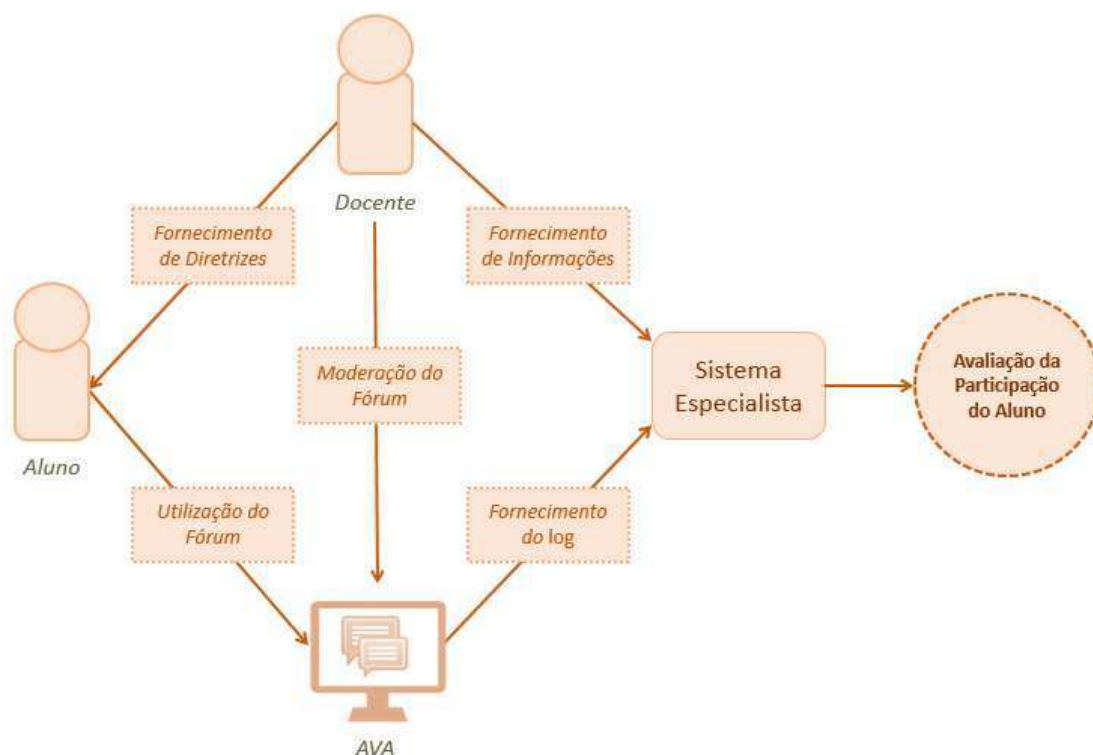 Docente
Fornecimento
de Diretrizes
Fornecimento
de Informações
Aluno
Moderação do
Fórum
Sistema
Especialista
Avaliação da
Participação
do Aluno
Utilização do
Fórum
Fornecimento
do log
AVA